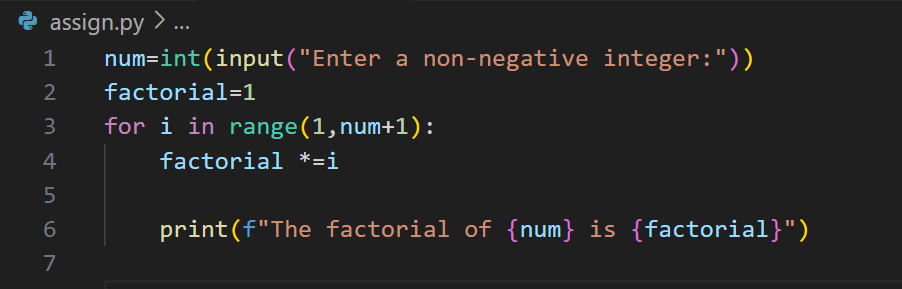 assign.py > ...
1 num=int(input("Enter a non-negative integer:"))
2 factorial=1
3 for i in range(1,num+1):
4     factorial *=i
5
6     print(f"The factorial of {num} is {factorial}")
7